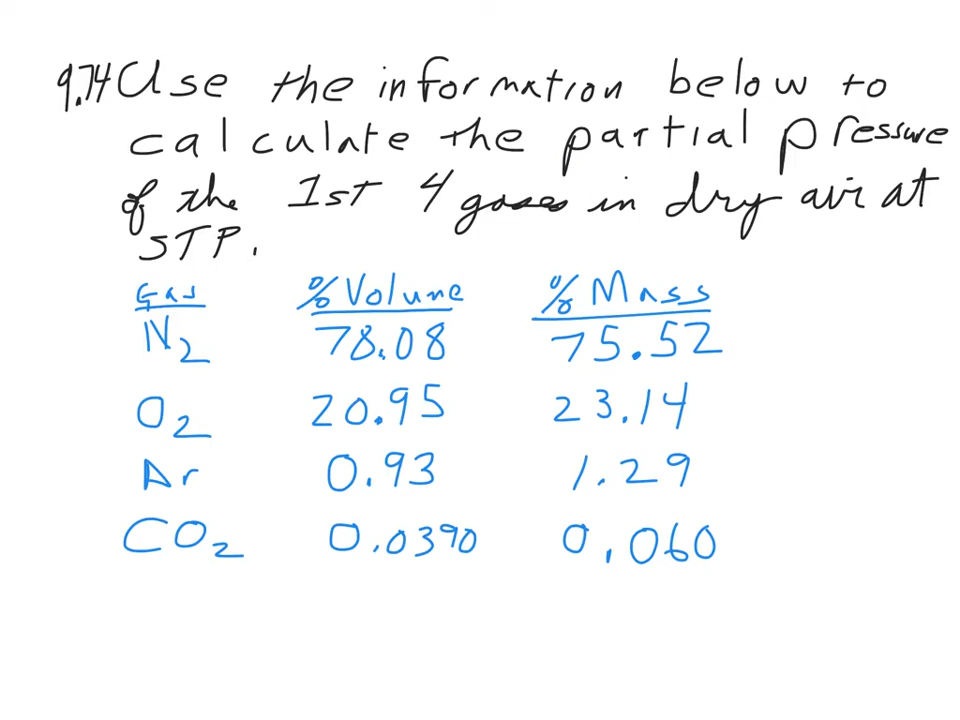 9.74 Use the information below to
calculate the partial pressure
of the 1st 4 gases in dry air at
STP.
Gas % Volume % Mass
N2 78.08 75.52
O2 20.95 23.14
Ar 0.93 1.29
CO2 0.0390 0.060